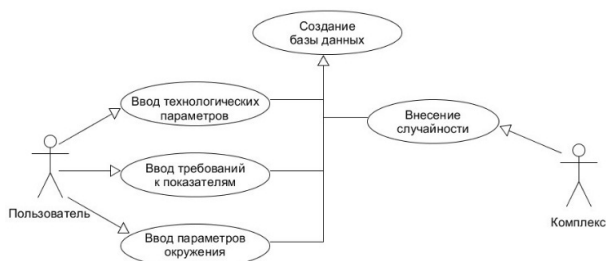 Создание
базы данных
Ввод технологических
параметров
Внесение
случайности
Ввод требований
к показателям
Пользователь
Комплекс
Ввод параметров
окружения